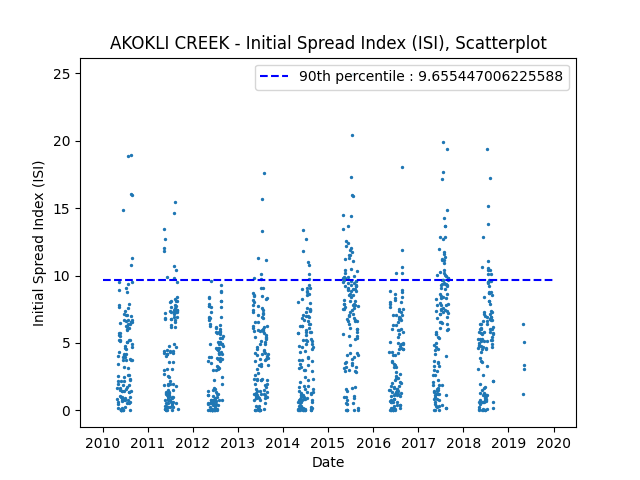 AKOKLI CREEK - Initial Spread Index (ISI), Scatterplot
90th percentile : 9.655447006225588
Initial Spread Index (ISI)
25
20
15
10
5
0
2010 2011 2012 2013 2014 2015 2016 2017 2018 2019 2020
Date